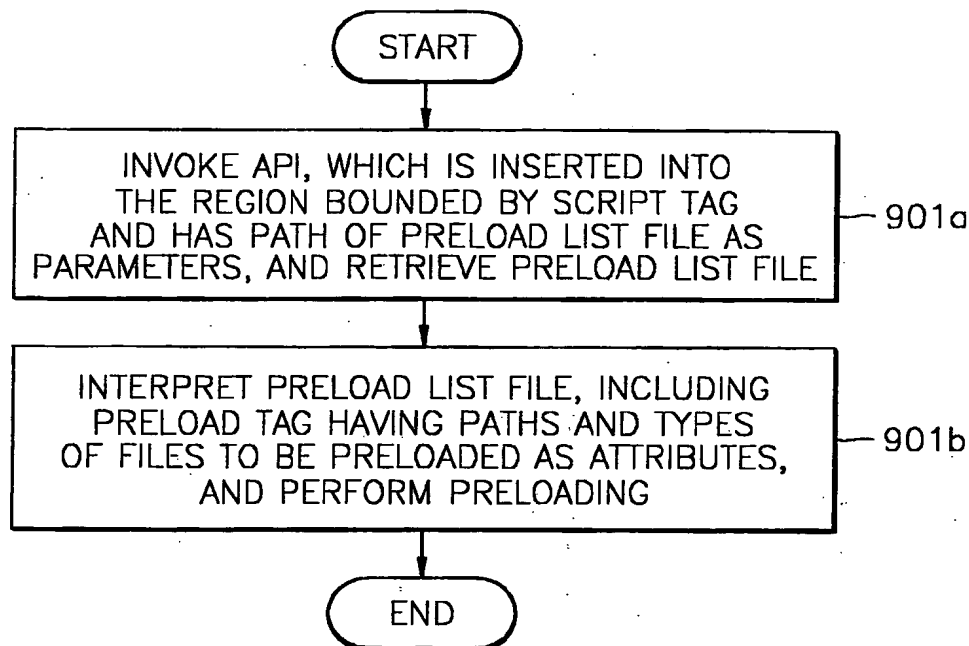 START
INVOKE API, WHICH IS INSERTED INTO
THE REGION BOUNDED BY SCRIPT TAG
AND HAS PATH OF PRELOAD LIST FILE AS
PARAMETERS, AND RETRIEVE PRELOAD LIST FILE
901a
INTERPRET PRELOAD LIST FILE, INCLUDING
PRELOAD TAG HAVING PATHS AND TYPES
OF FILES TO BE PRELOADED AS ATTRIBUTES,
AND PERFORM PRELOADING
901b
END